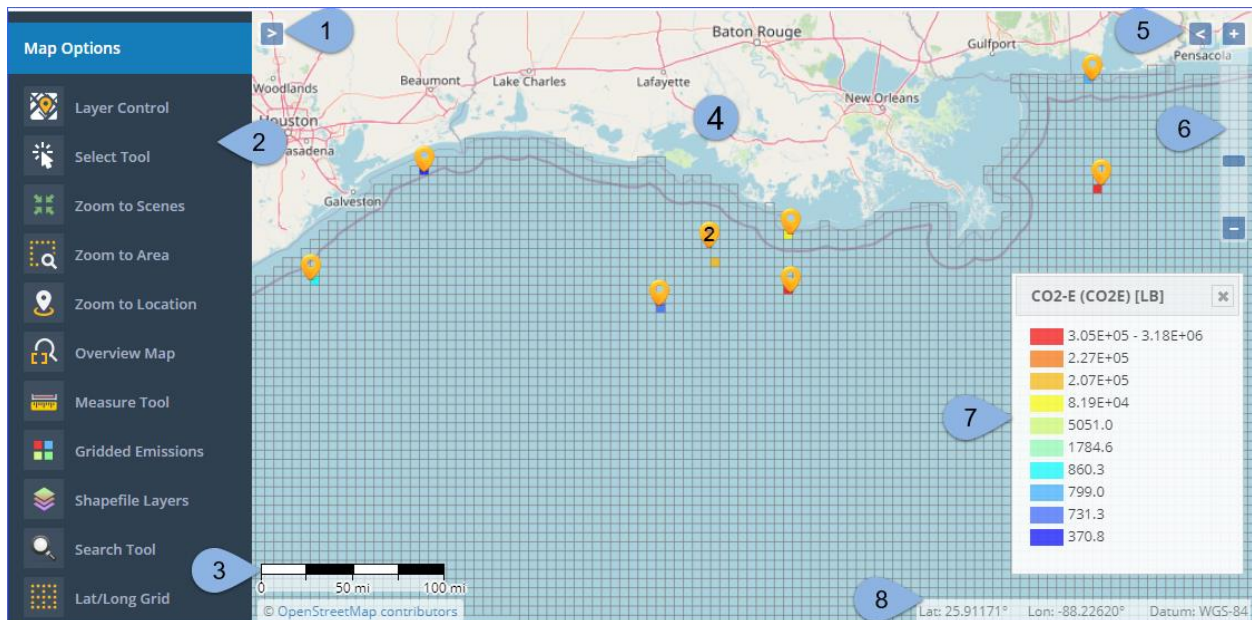 Map Options
Layer Control
Select Tool
Zoom to Scenes
Zoom to Area
Zoom to Location
Overview Map
Measure Tool
Gridded Emissions
Shapefile Layers
Search Tool
Lat/Long Grid
>
1
2
3
4
5
<
+
6
−
7
8
Baton Rouge
Gulfport
Pensacola
Woodlands
Beaumont
Lake Charles
Lafayette
New Orleans
Houston
asadena
Galveston
2
CO2-E (CO2E) [LB]
×
3.05E+05 - 3.18E+06
2.27E+05
2.07E+05
8.19E+04
5051.0
1784.6
860.3
799.0
731.3
370.8
0 50 mi 100 mi
© OpenStreetMap contributors
Lat: 25.91171° Lon: -88.22620° Datum: WGS-84